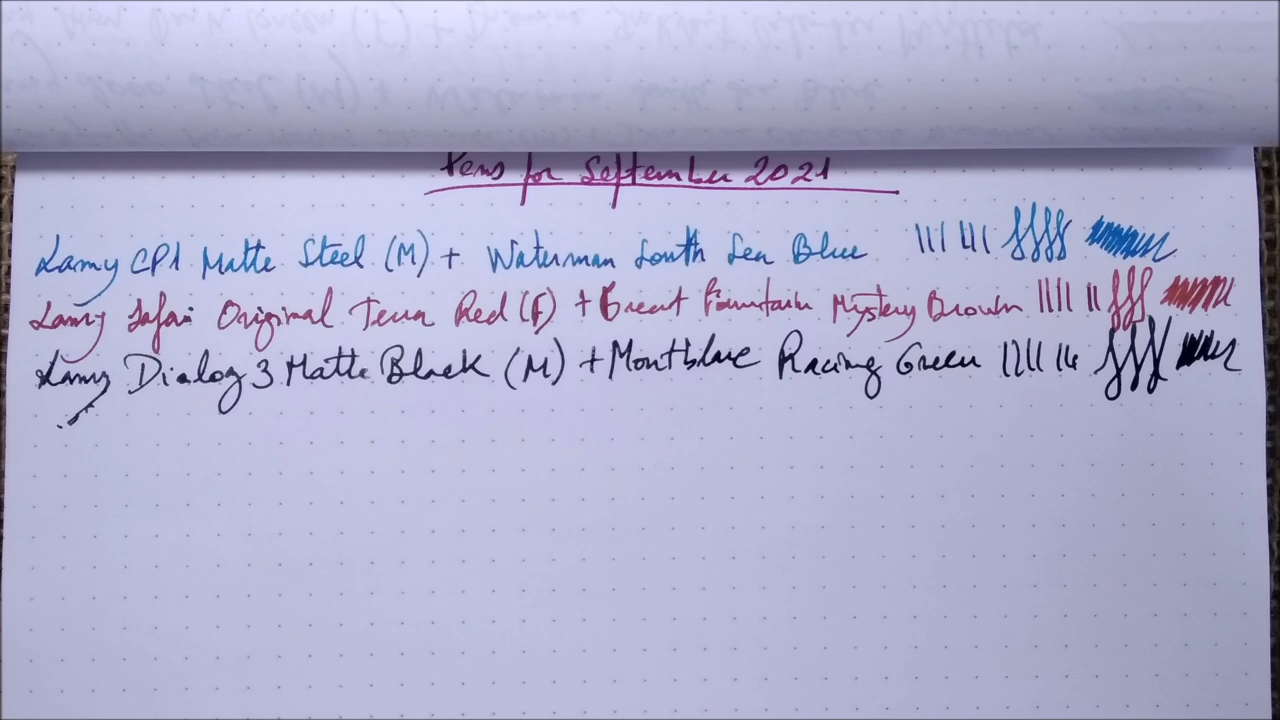 Pens for September 2021
Lamy CP1 Matte Steel (M) + Waterman South Sea Blue
Lamy Safari Original Terra Red (F) + Great Fountain Mystery Brown
Lamy Dialog 3 Matte Black (M) + Montblanc Racing Green